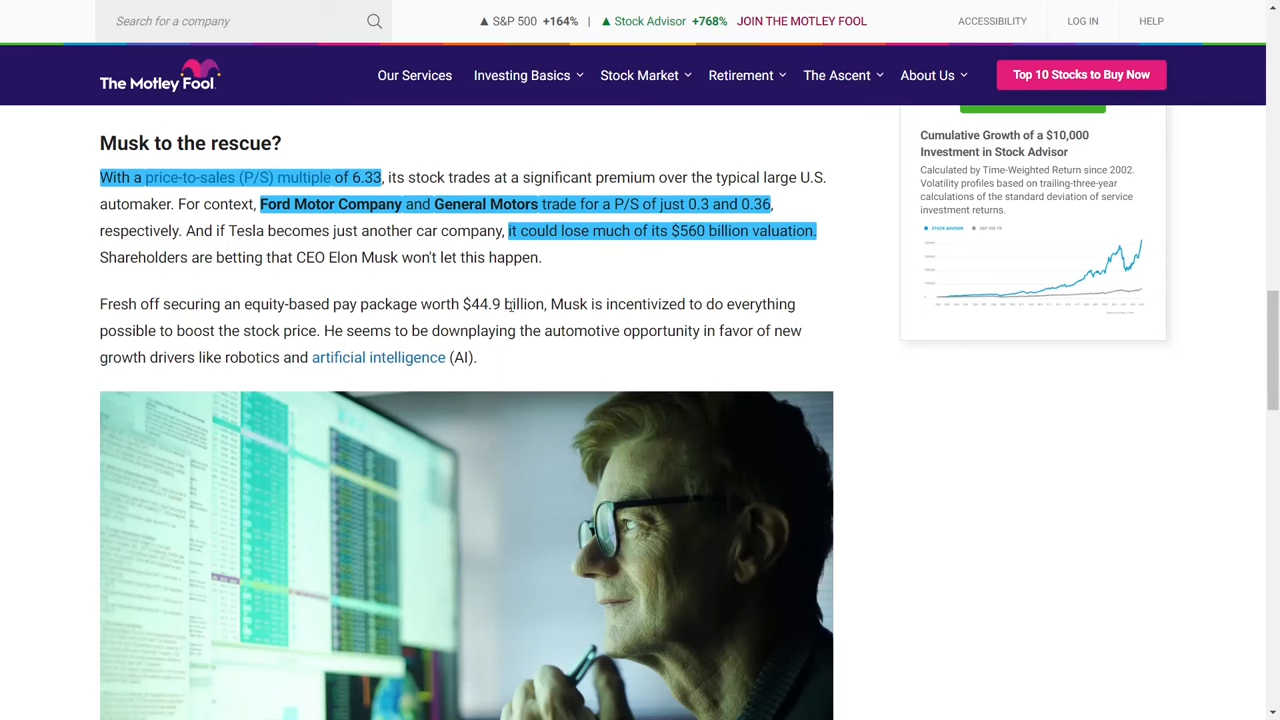 Search for a company
▲ S&P 500 +164% | ▲ Stock Advisor +768% JOIN THE MOTLEY FOOL
ACCESSIBILITY LOG IN HELP
The Motley Fool
Our Services Investing Basics Stock Market Retirement The Ascent About Us Top 10 Stocks to Buy Now
Musk to the rescue?
With a price-to-sales (P/S) multiple of 6.33, its stock trades at a significant premium over the typical large U.S.
automaker. For context, Ford Motor Company and General Motors trade for a P/S of just 0.3 and 0.36,
respectively. And if Tesla becomes just another car company, it could lose much of its $560 billion valuation.
Shareholders are betting that CEO Elon Musk won't let this happen.
Fresh off securing an equity-based pay package worth $44.9 billion, Musk is incentivized to do everything
possible to boost the stock price. He seems to be downplaying the automotive opportunity in favor of new
growth drivers like robotics and artificial intelligence (AI).
Cumulative Growth of a $10,000
Investment in Stock Advisor
Calculated by Time-Weighted Return since 2002.
Volatility profiles based on trailing-three-year
calculations of the standard deviation of service
investment returns.
STOCK ADVISOR